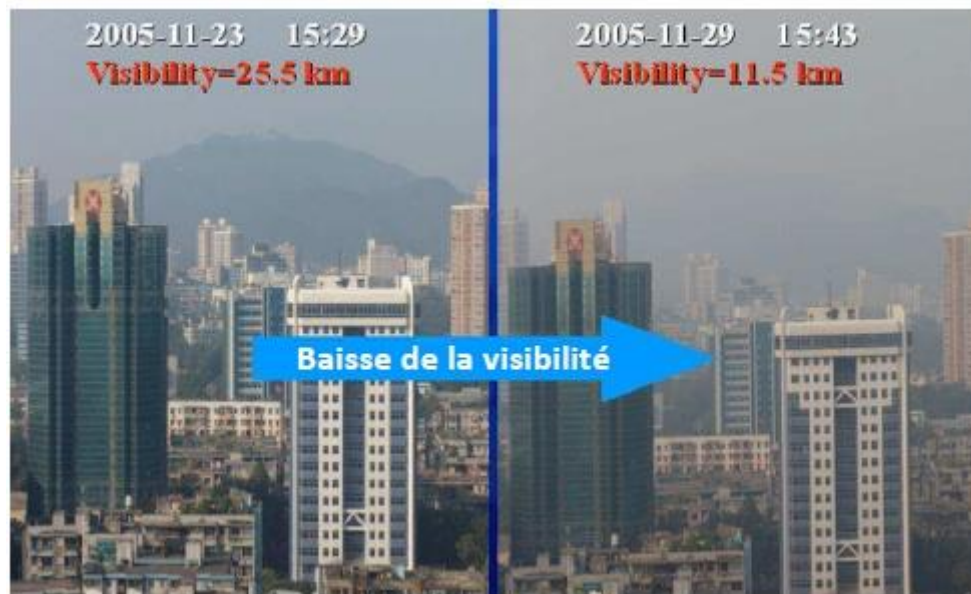 2005-11-23 15:29
Visibility=25.5 km
2005-11-29 15:43
Visibility=11.5 km
Baisse de la visibilité